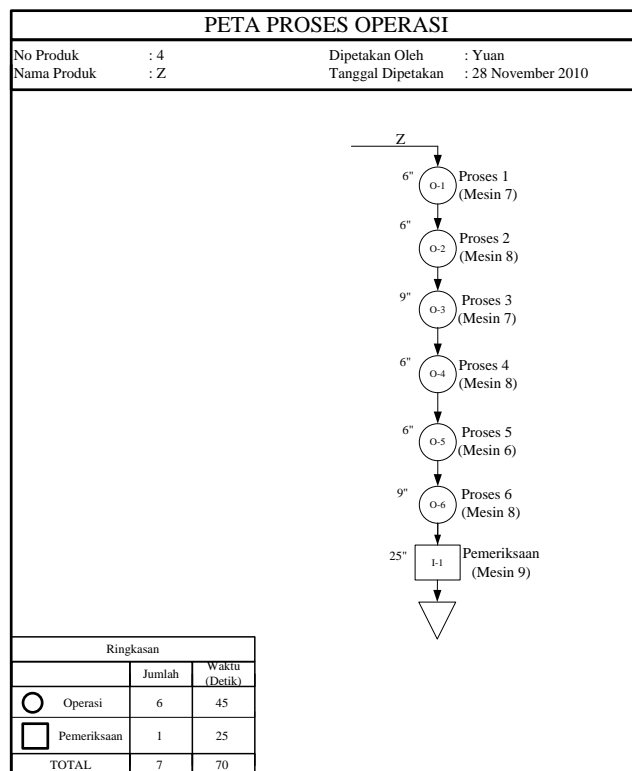 PETA PROSES OPERASI
No Produk : 4 Dipetakan Oleh : Yuan
Nama Produk : Z Tanggal Dipetakan : 28 November 2010
Z
6" O-1 Proses 1
(Mesin 7)
6" O-2 Proses 2
(Mesin 8)
9" O-3 Proses 3
(Mesin 7)
6" O-4 Proses 4
(Mesin 8)
6" O-5 Proses 5
(Mesin 6)
9" O-6 Proses 6
(Mesin 8)
25" I-1 Pemeriksaan
(Mesin 9)
Ringkasan
Jumlah Waktu
(Detik)
Operasi 6 45
Pemeriksaan 1 25
TOTAL 7 70